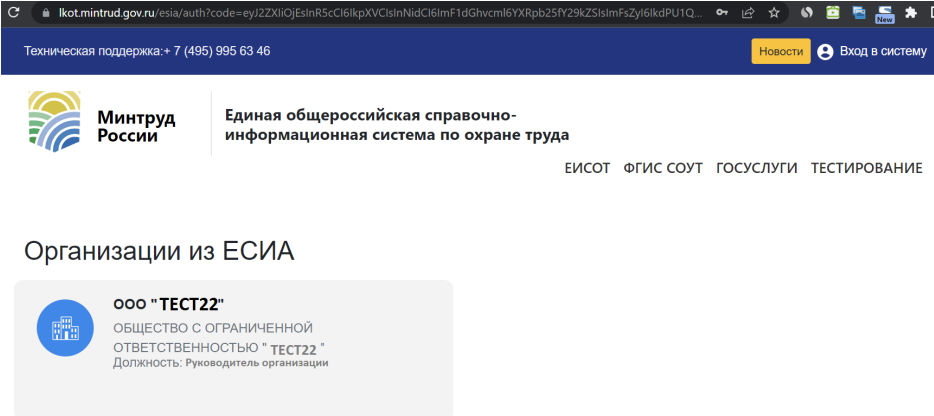 lkot.mintrud.gov.ru/esia/auth?code=eyJ2ZXIiOjEsInR5cCI6IkpXVCIsInNidCI6ImF1dGhvcml6YXRpb25fY29kZSIsImFsZyI6IkdPU1Q...
New
Техническая поддержка:+ 7 (495) 995 63 46
Новости
Вход в систему
Минтруд
России
Единая общероссийская справочно-
информационная система по охране труда
ЕИСОТ ФГИС СОУТ ГОСУСЛУГИ ТЕСТИРОВАНИЕ
Организации из ЕСИА
ООО "ТЕСТ22"
ОБЩЕСТВО С ОГРАНИЧЕННОЙ
ОТВЕТСТВЕННОСТЬЮ " ТЕСТ22 "
Должность: Руководитель организации